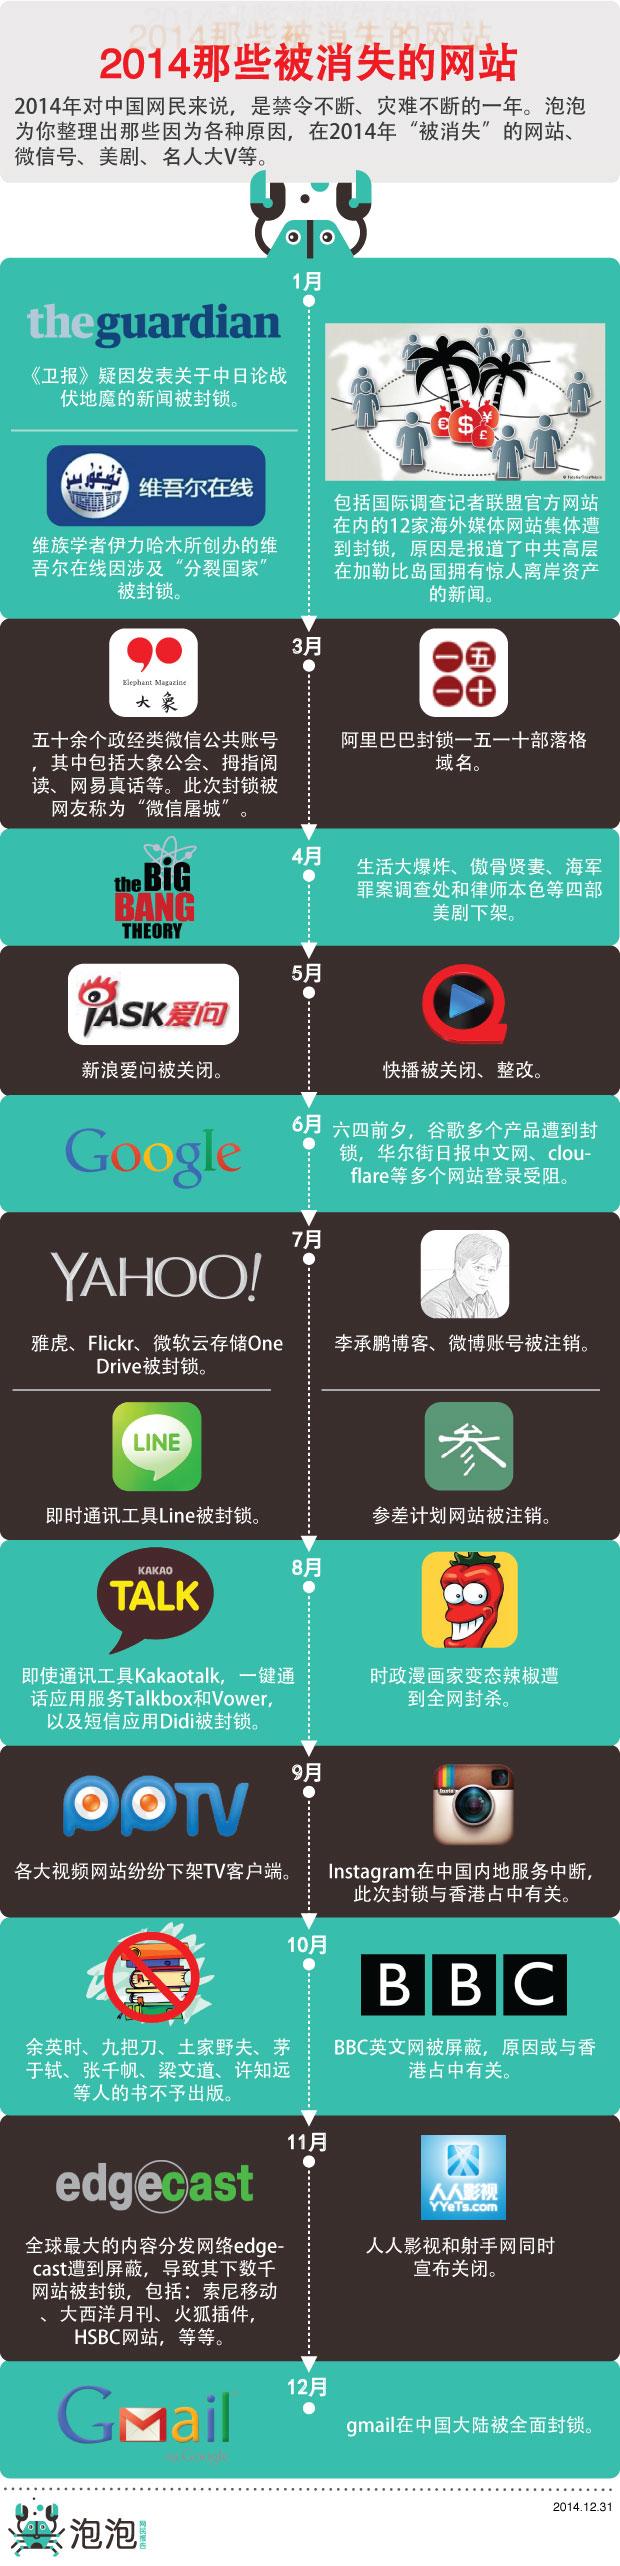 2014那些被消失的网站
2014年对中国网民来说，是禁令不断、灾难不断的一年。泡泡
为你整理出那些因为各种原因，在2014年“被消失”的网站、
微信号、美剧、名人大V等。
1月
theguardian
《卫报》疑因发表关于中日论战
伏地魔的新闻被封锁。
维吾尔在线
维族学者伊力哈木所创办的维
吾尔在线因涉及“分裂国家”
被封锁。
包括国际调查记者联盟官方网站
在内的12家海外媒体网站集体遭
到封锁，原因是报道了中共高层
在加勒比岛国拥有惊人离岸资产
的新闻。
3月
Elephant Magazine
大象
五十余个政经类微信公共账号
，其中包括大象公会、拇指阅
读、网易真话等。此次封锁被
网友称为“微信屠城”。
一五
一十
阿里巴巴封锁一五一十部落格
域名。
4月
the BIG
BANG
THEORY
生活大爆炸、傲骨贤妻、海军
罪案调查处和律师本色等四部
美剧下架。
5月
iASK爱问
新浪爱问被关闭。
快播被关闭、整改。
6月
Google
六四前夕，谷歌多个产品遭到封
锁，华尔街日报中文网、clou-
flare等多个网站登录受阻。
7月
YAHOO!
雅虎、Flickr、微软云存储One
Drive被封锁。
李承鹏博客、微博账号被注销。
LINE
即时通讯工具Line被封锁。
参
参差计划网站被注销。
8月
KAKAO
TALK
即使通讯工具Kakaotalk，一键通
话应用服务Talkbox和Vower，
以及短信应用Didi被封锁。
时政漫画家变态辣椒遭
到全网封杀。
9月
PPTV
各大视频网站纷纷下架TV客户端。
Instagram在中国内地服务中断，
此次封锁与香港占中有关。
10月
余英时、九把刀、土家野夫、茅
于轼、张千帆、梁文道、许知远
等人的书不予出版。
BBC
BBC英文网被屏蔽，原因或与香
港占中有关。
11月
edgecast
全球最大的内容分发网络edge-
cast遭到屏蔽，导致其下数千
网站被封锁，包括：索尼移动
、大西洋月刊、火狐插件，
HSBC网站，等等。
人人影视
YYeTs.com
人人影视和射手网同时
宣布关闭。
12月
Gmail
by Google
gmail在中国大陆被全面封锁。
2014.12.31
泡泡
网民报告